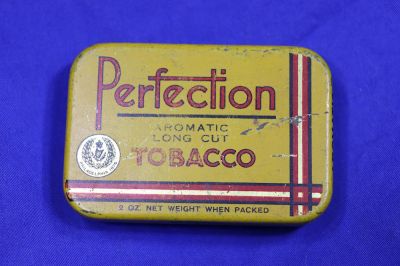 Perfection
AROMATIC
LONG CUT
TOBACCO
2 OZ. NET WEIGHT WHEN PACKED